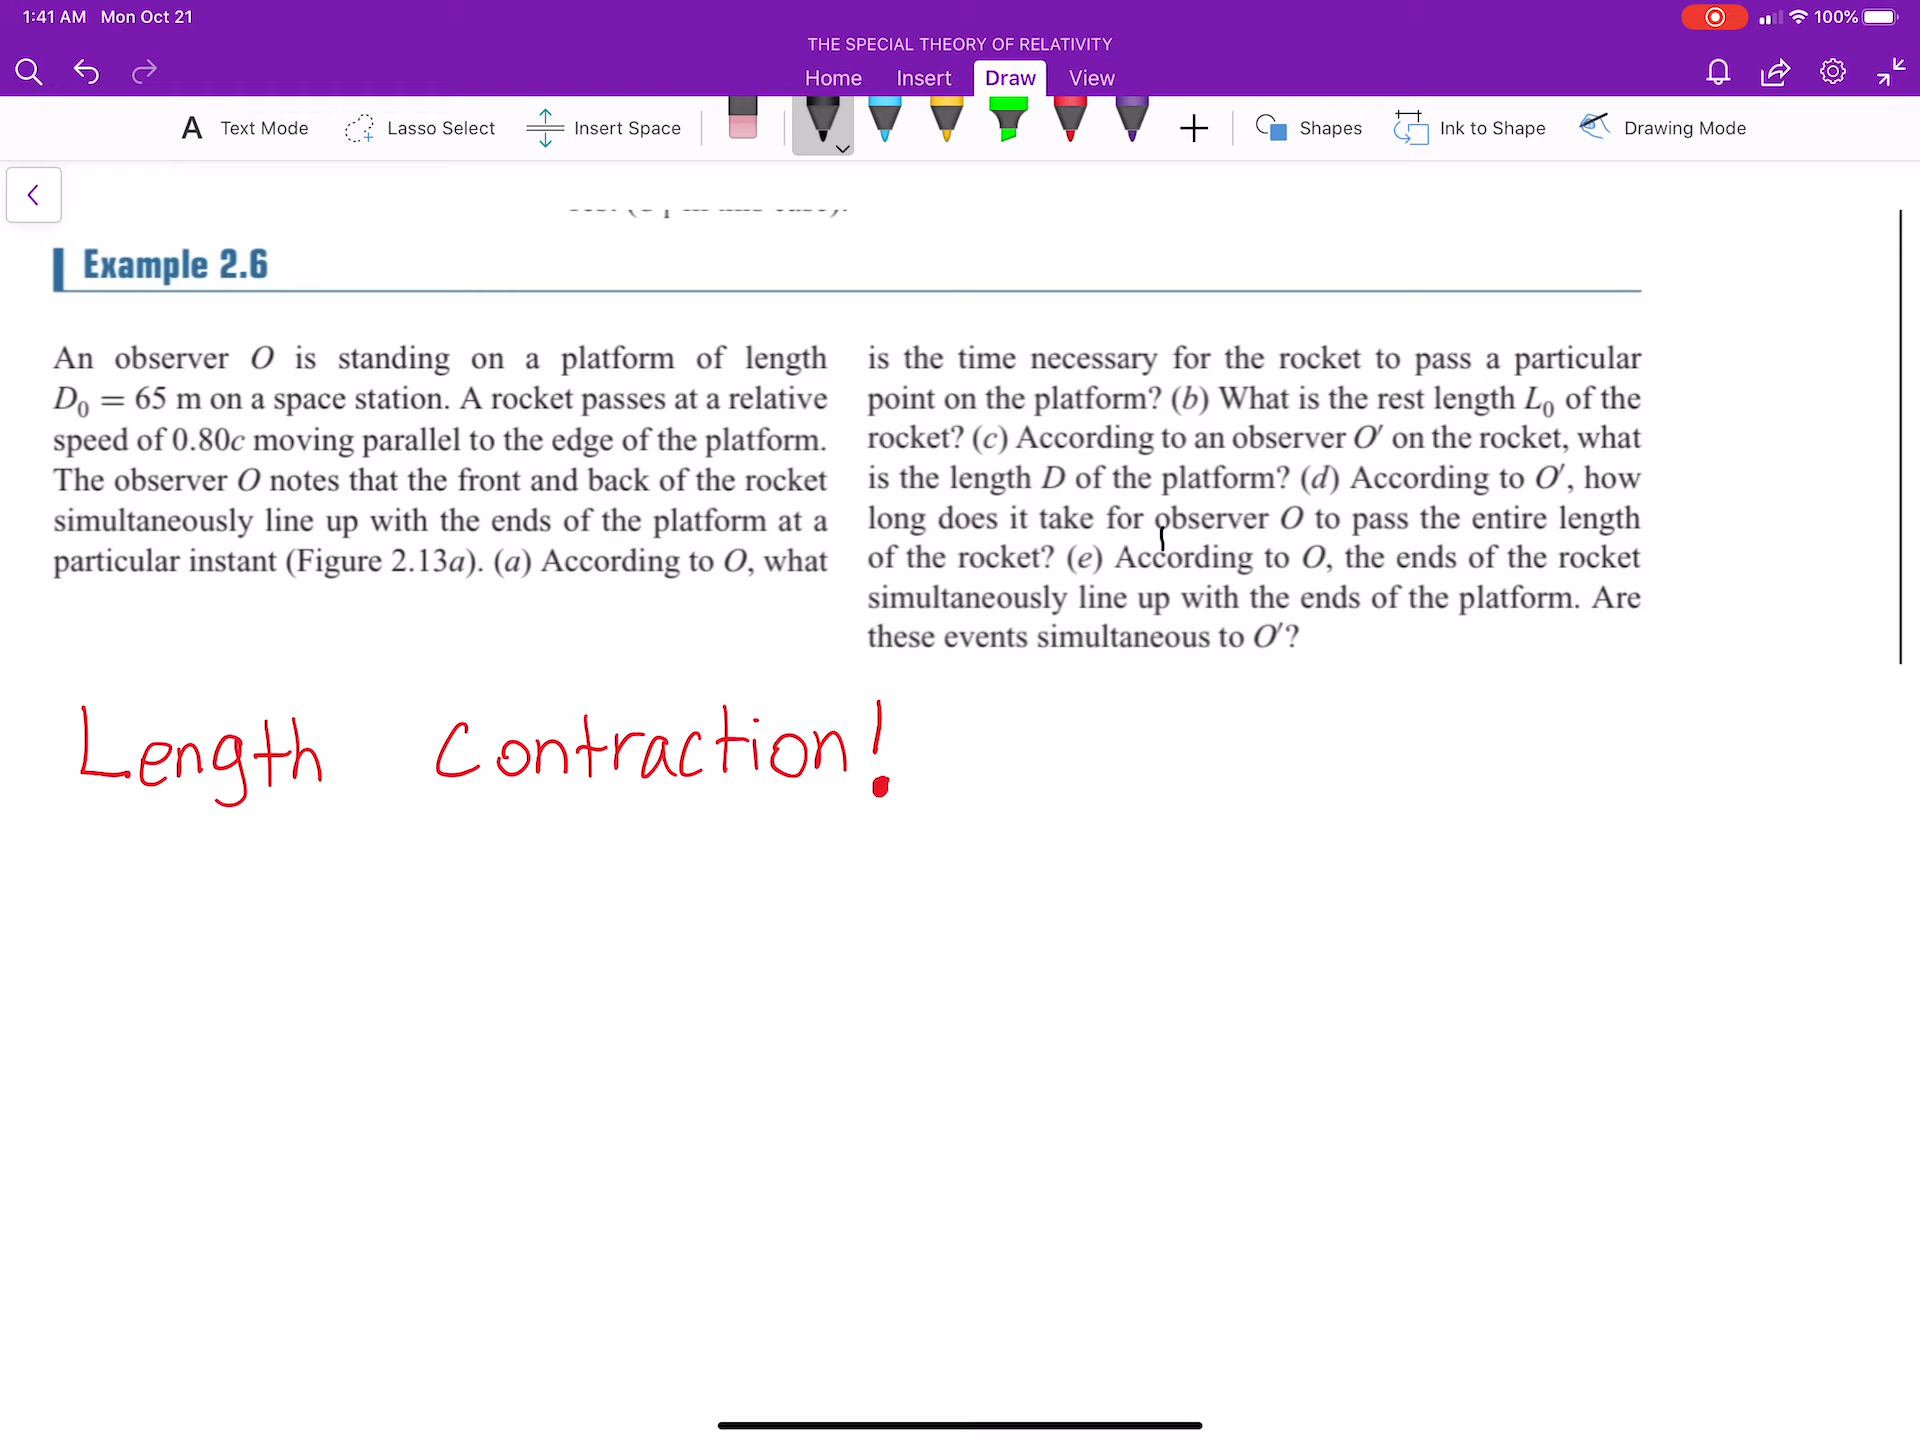 1:41 AM Mon Oct 21
100%
THE SPECIAL THEORY OF RELATIVITY
Home Insert Draw View
A Text Mode Lasso Select Insert Space Shapes Ink to Shape Drawing Mode
Example 2.6
An observer O is standing on a platform of length
D₀ = 65 m on a space station. A rocket passes at a relative
speed of 0.80c moving parallel to the edge of the platform.
The observer O notes that the front and back of the rocket
simultaneously line up with the ends of the platform at a
particular instant (Figure 2.13a). (a) According to O, what
is the time necessary for the rocket to pass a particular
point on the platform? (b) What is the rest length L₀ of the
rocket? (c) According to an observer O′ on the rocket, what
is the length D of the platform? (d) According to O′, how
long does it take for observer O to pass the entire length
of the rocket? (e) According to O, the ends of the rocket
simultaneously line up with the ends of the platform. Are
these events simultaneous to O′?
Length Contraction!